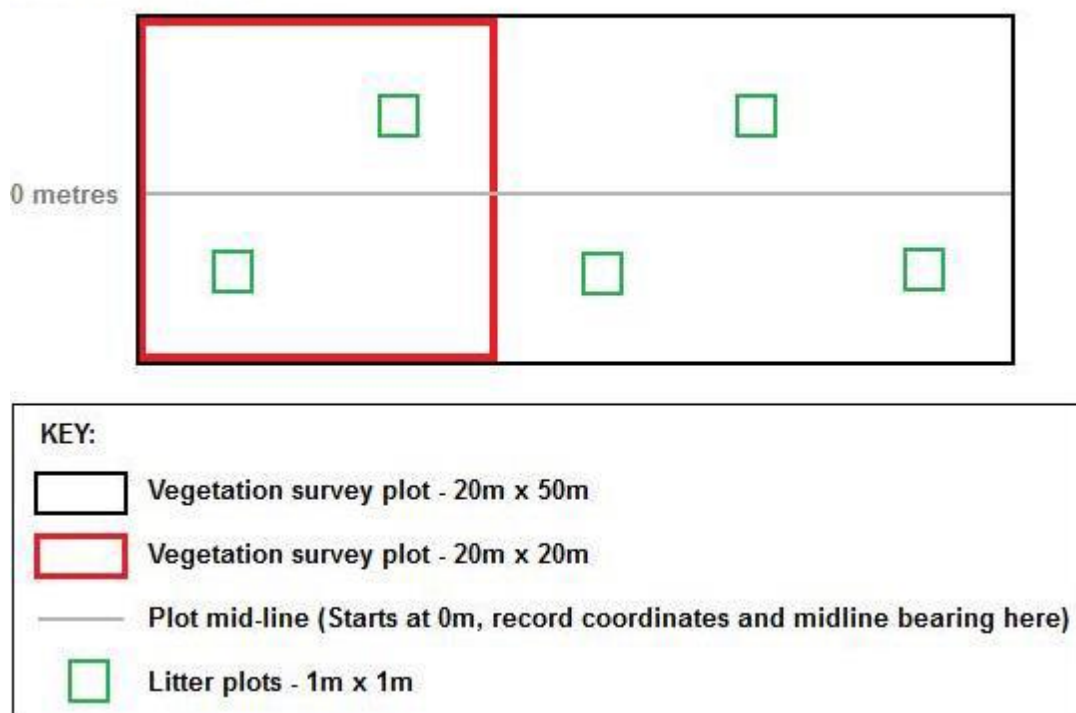 0 metres
KEY:
Vegetation survey plot - 20m x 50m
Vegetation survey plot - 20m x 20m
Plot mid-line (Starts at 0m, record coordinates and midline bearing here)
Litter plots - 1m x 1m